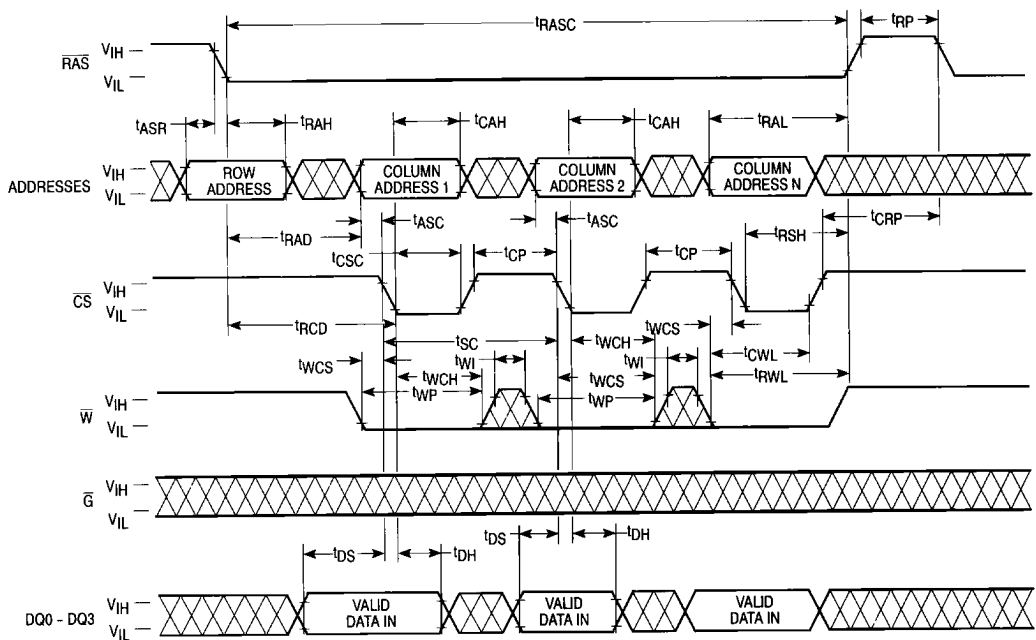 tRASC
tRP
RAS
VIH
VIL
tASR
tRAH
tCAH
tCAH
tRAL
ADDRESSES
VIH
VIL
ROW
ADDRESS
COLUMN
ADDRESS 1
COLUMN
ADDRESS 2
COLUMN
ADDRESS N
tASC
tASC
tCRP
tRAD
tCSC
tCP
tCP
tRSH
CS
VIH
VIL
tRCD
tSC
tWCH
tWCS
tWCS
tWCH
tWI
tWCS
tWI
tCWL
tWP
tWP
tRWL
W
VIH
VIL
G
VIH
VIL
tDS
tDH
tDS
tDH
DQ0 - DQ3
VIH
VIL
VALID
DATA IN
VALID
DATA IN
VALID
DATA IN